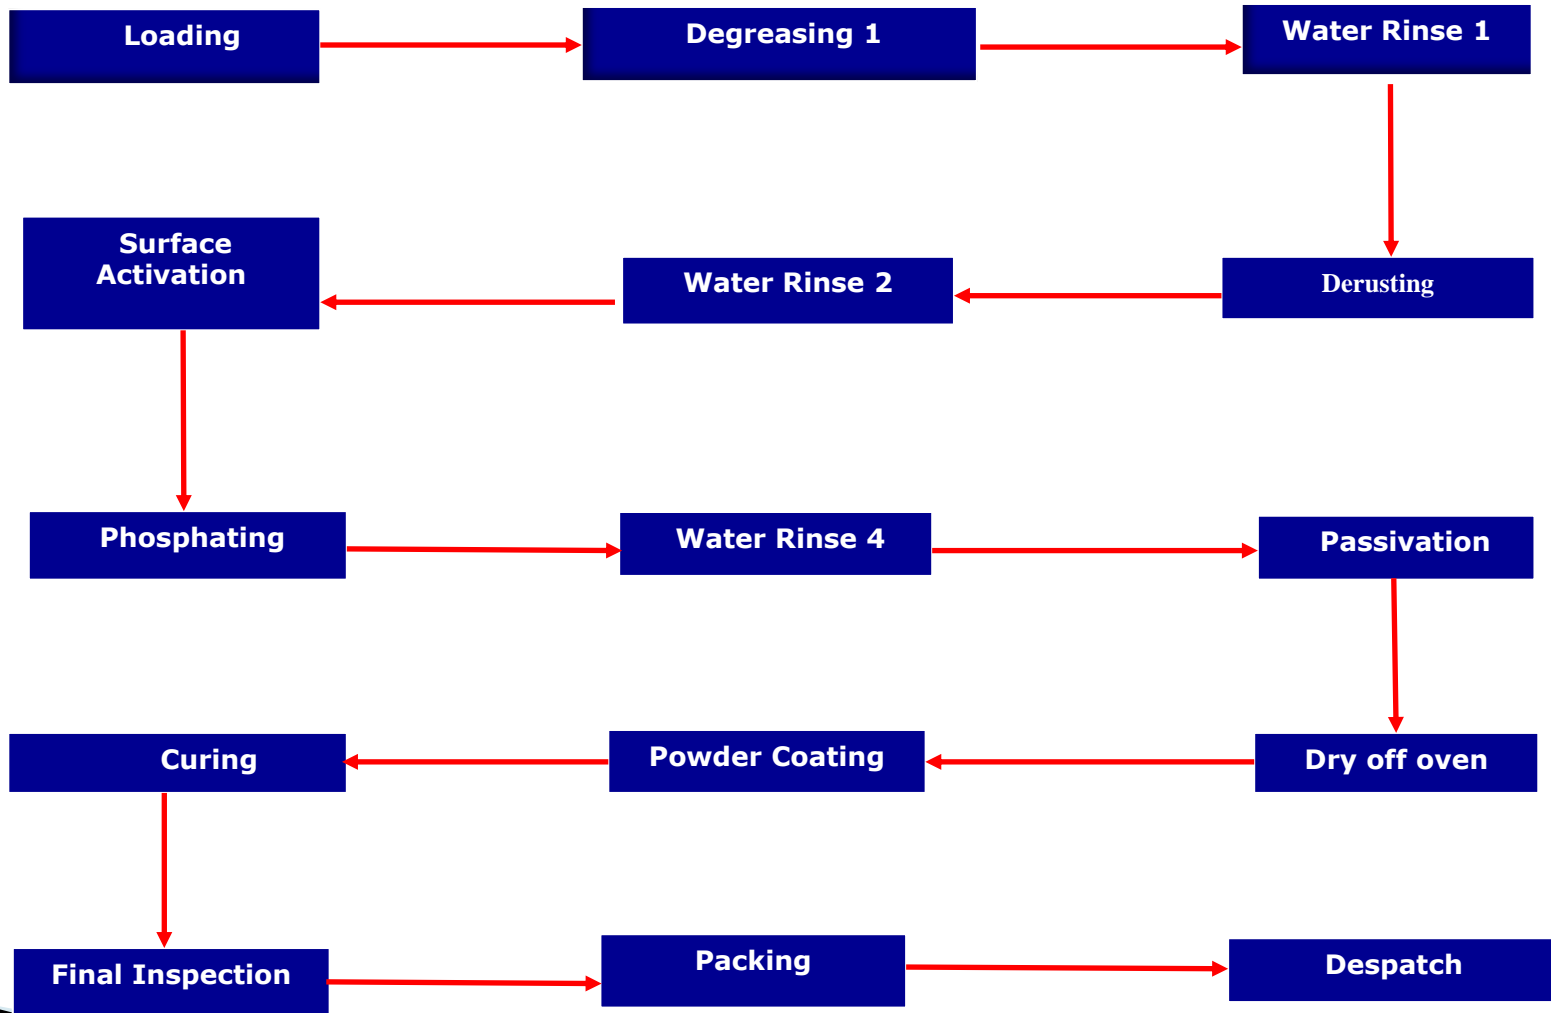 Loading
Degreasing 1
Water Rinse 1
Derusting
Water Rinse 2
Surface
Activation
Phosphating
Water Rinse 4
Passivation
Dry off oven
Powder Coating
Curing
Final Inspection
Packing
Despatch